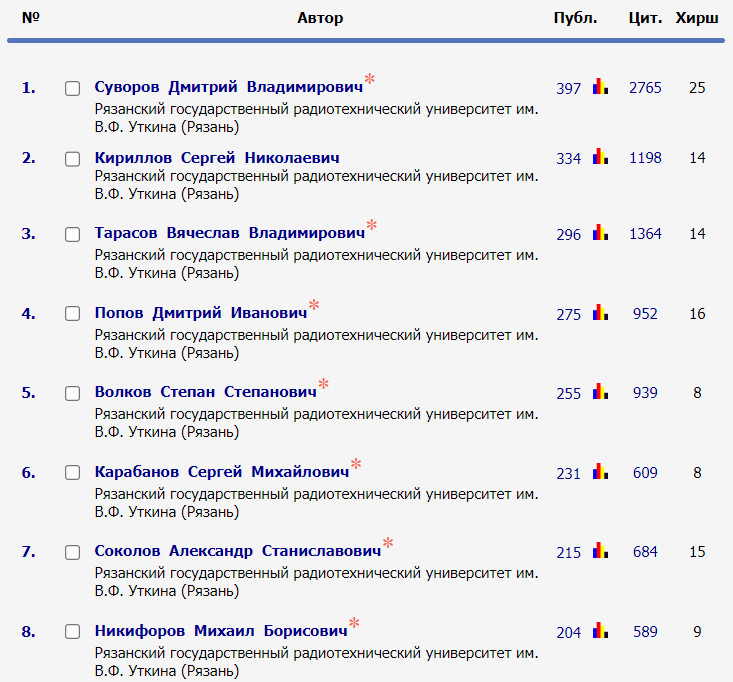 № Автор Публ. Цит. Хирш
1. Суворов Дмитрий Владимирович* 397 2765 25
Рязанский государственный радиотехнический университет им.
В.Ф. Уткина (Рязань)
2. Кириллов Сергей Николаевич 334 1198 14
Рязанский государственный радиотехнический университет им.
В.Ф. Уткина (Рязань)
3. Тарасов Вячеслав Владимирович* 296 1364 14
Рязанский государственный радиотехнический университет им.
В.Ф. Уткина (Рязань)
4. Попов Дмитрий Иванович* 275 952 16
Рязанский государственный радиотехнический университет им.
В.Ф. Уткина (Рязань)
5. Волков Степан Степанович* 255 939 8
Рязанский государственный радиотехнический университет им.
В.Ф. Уткина (Рязань)
6. Карабанов Сергей Михайлович* 231 609 8
Рязанский государственный радиотехнический университет им.
В.Ф. Уткина (Рязань)
7. Соколов Александр Станиславович* 215 684 15
Рязанский государственный радиотехнический университет им.
В.Ф. Уткина (Рязань)
8. Никифоров Михаил Борисович* 204 589 9
Рязанский государственный радиотехнический университет им.
В.Ф. Уткина (Рязань)